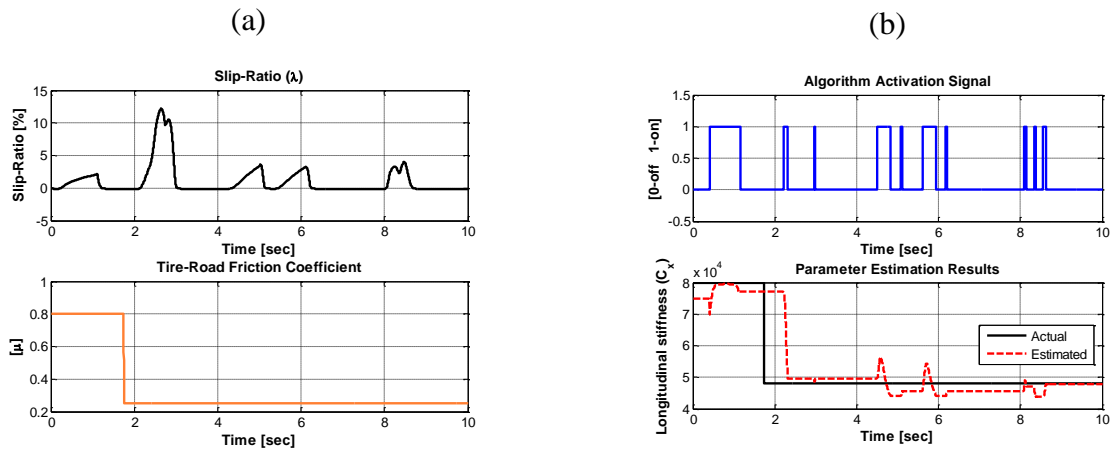 (a)
Slip-Ratio (λ)
Slip-Ratio [%]
15
10
5
0
-5
0 2 4 6 8 10
Time [sec]
Tire-Road Friction Coefficient
[μ]
1
0.8
0.6
0.4
0.2
0 2 4 6 8 10
Time [sec]
(b)
Algorithm Activation Signal
[0-off 1-on]
1.5
1
0.5
0
-0.5
0 2 4 6 8 10
Time [sec]
x 10⁴
Parameter Estimation Results
Longitudinal stiffness (Cₓ)
8
7
6
5
4
Actual
Estimated
0 2 4 6 8 10
Time [sec]